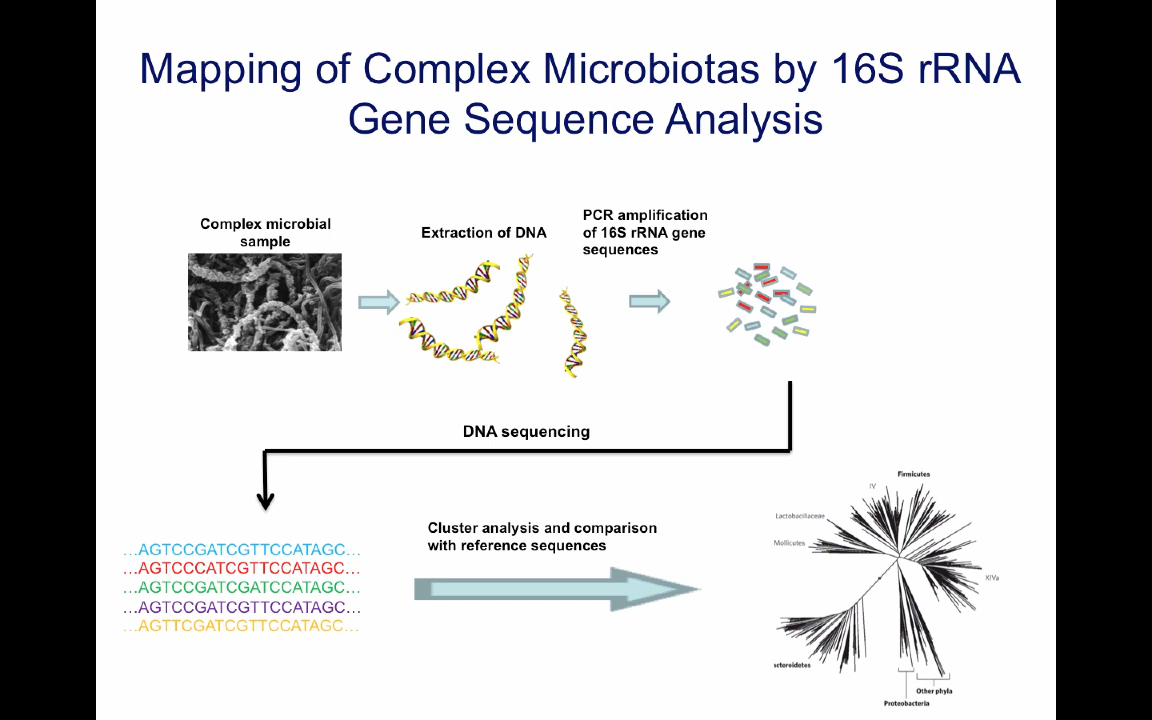 Mapping of Complex Microbiotas by 16S rRNA
Gene Sequence Analysis
Complex microbial
sample
Extraction of DNA
PCR amplification
of 16S rRNA gene
sequences
DNA sequencing
...AGTCCGATCGTTCCATAGC...
...AGTCCCATCGTTCCATAGC...
...AGTCCGATCGATCCATAGC...
...AGTCCGATCGTTCCATAGC...
...AGTTCGATCGTTCCATAGC...
Cluster analysis and comparison
with reference sequences
Firmicutes
IV
Lactobacillaceae
Mollicutes
XIVa
acteroidetes
Other phyla
Proteobacteria